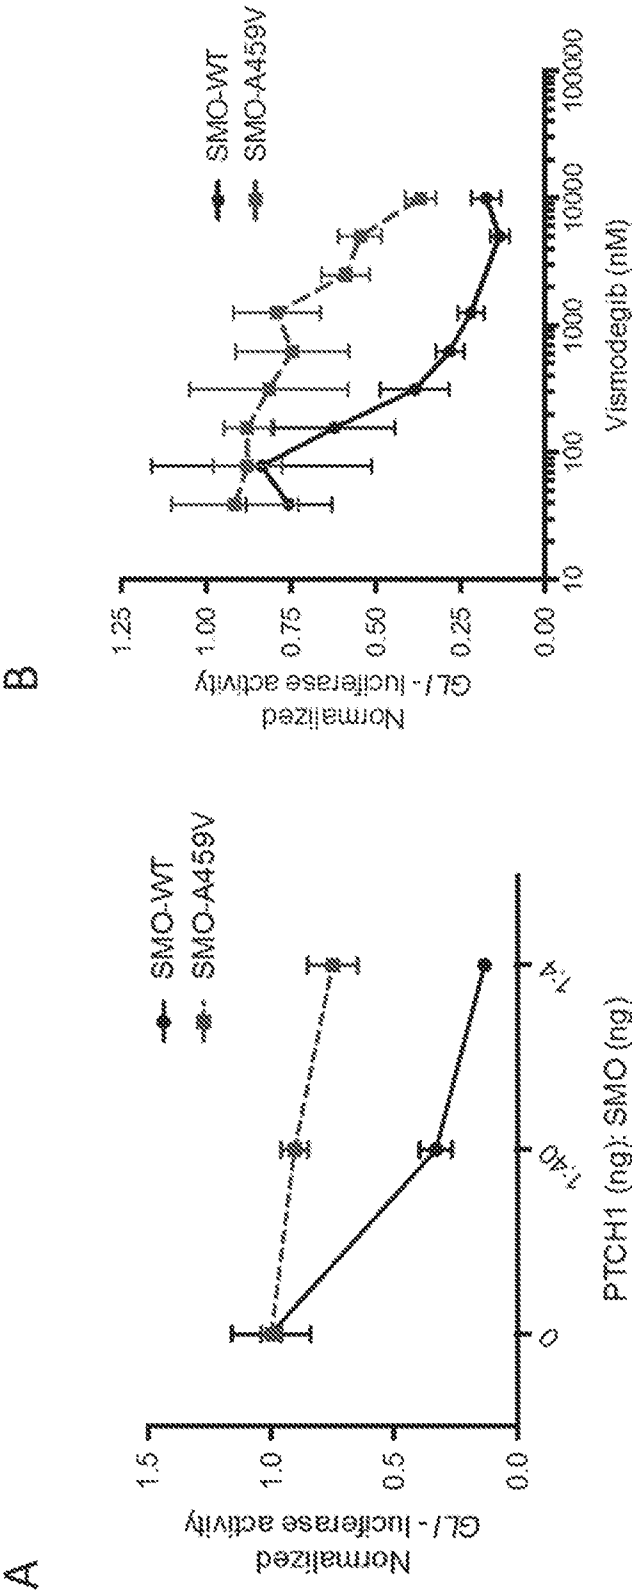 A
SMO-WT
SMO-A459V
Normalized
GLI - luciferase activity
1.5
1.0
0.5
0.0
0
1:40
1:4
PTCH1 (ng): SMO (ng)
B
SMO-WT
SMO-A459V
Normalized
GLI - luciferase activity
1.25
1.00
0.75
0.50
0.25
0.00
10
100
1000
10000
100000
Vismodegib (nM)